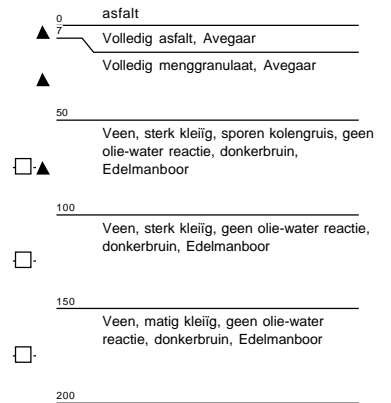 0
asfalt
7
Volledig asfalt, Avegaar
Volledig menggranulaat, Avegaar
50
Veen, sterk kleiïg, sporen kolengruis, geen
olie-water reactie, donkerbruin,
Edelmanboor
100
Veen, sterk kleiïg, geen olie-water reactie,
donkerbruin, Edelmanboor
150
Veen, matig kleiïg, geen olie-water
reactie, donkerbruin, Edelmanboor
200